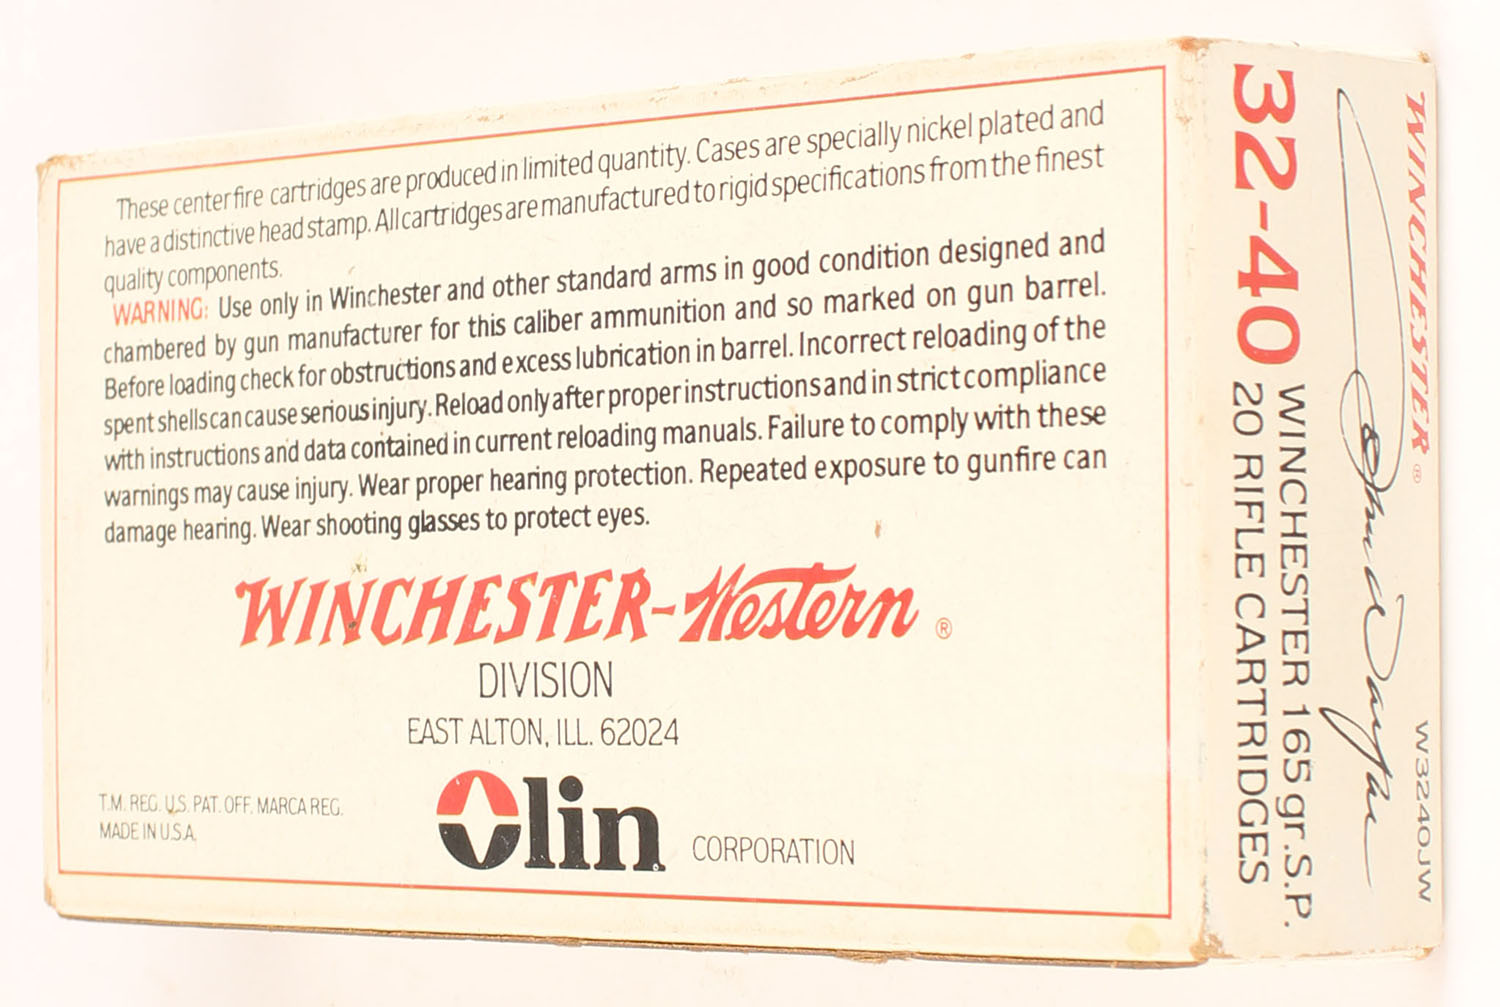 These center fire cartridges are produced in limited quantity. Cases are specially nickel plated and
have a distinctive head stamp. All cartridges are manufactured to rigid specifications from the finest
quality components.
WARNING: Use only in Winchester and other standard arms in good condition designed and
chambered by gun manufacturer for this caliber ammunition and so marked on gun barrel.
Before loading check for obstructions and excess lubrication in barrel. Incorrect reloading of the
spent shells can cause serious injury. Reload only after proper instructions and in strict compliance
with instructions and data contained in current reloading manuals. Failure to comply with these
warnings may cause injury. Wear proper hearing protection. Repeated exposure to gunfire can
damage hearing. Wear shooting glasses to protect eyes.
WINCHESTER-Western ®
DIVISION
EAST ALTON, ILL. 62024
T.M. REG. U.S. PAT. OFF. MARCA REG.
MADE IN U.S.A.
Olin CORPORATION
WINCHESTER ® W3240JW
John Wayne
32-40 WINCHESTER 165 gr. S.P.
20 RIFLE CARTRIDGES